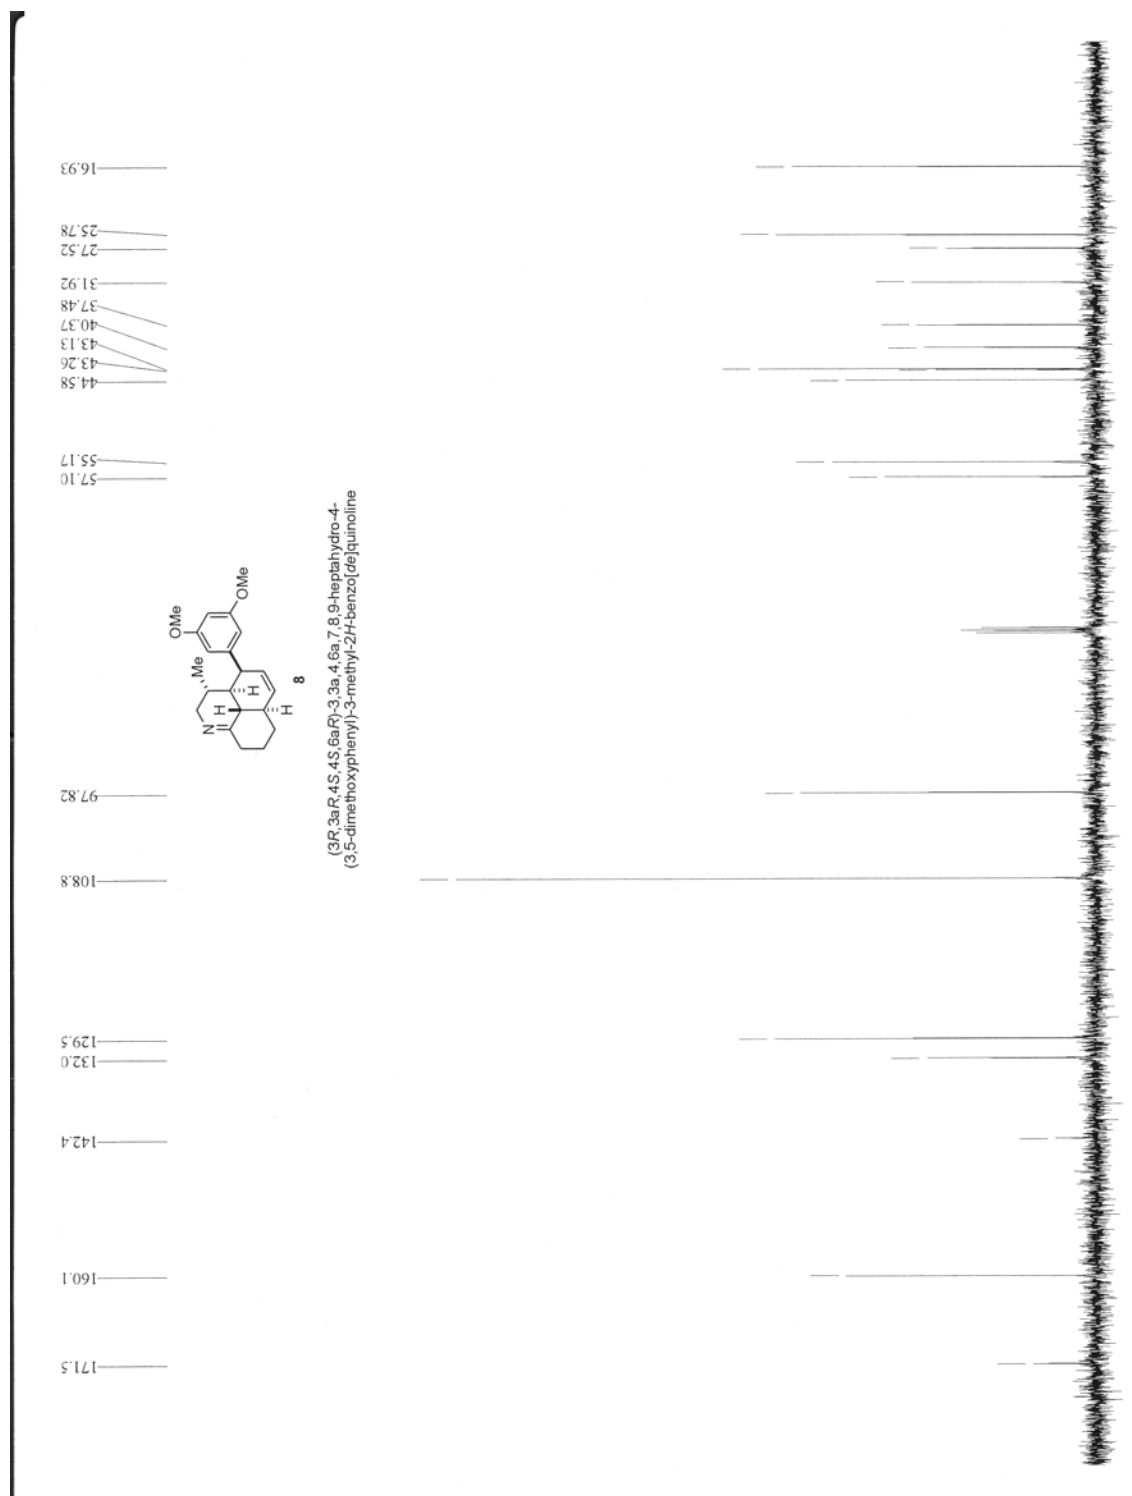 16.93
25.78
27.52
31.92
37.48
40.37
43.13
43.26
44.58
55.17
57.10
97.82
108.8
129.5
132.0
142.4
160.1
171.5
OMe
OMe
Me
N
H
H
H
8
(3R,3aR,4S,4S,6aR)-3,3a,4,6a,7,8,9-heptahydro-4-
(3,5-dimethoxyphenyl)-3-methyl-2H-benzo[de]quinoline